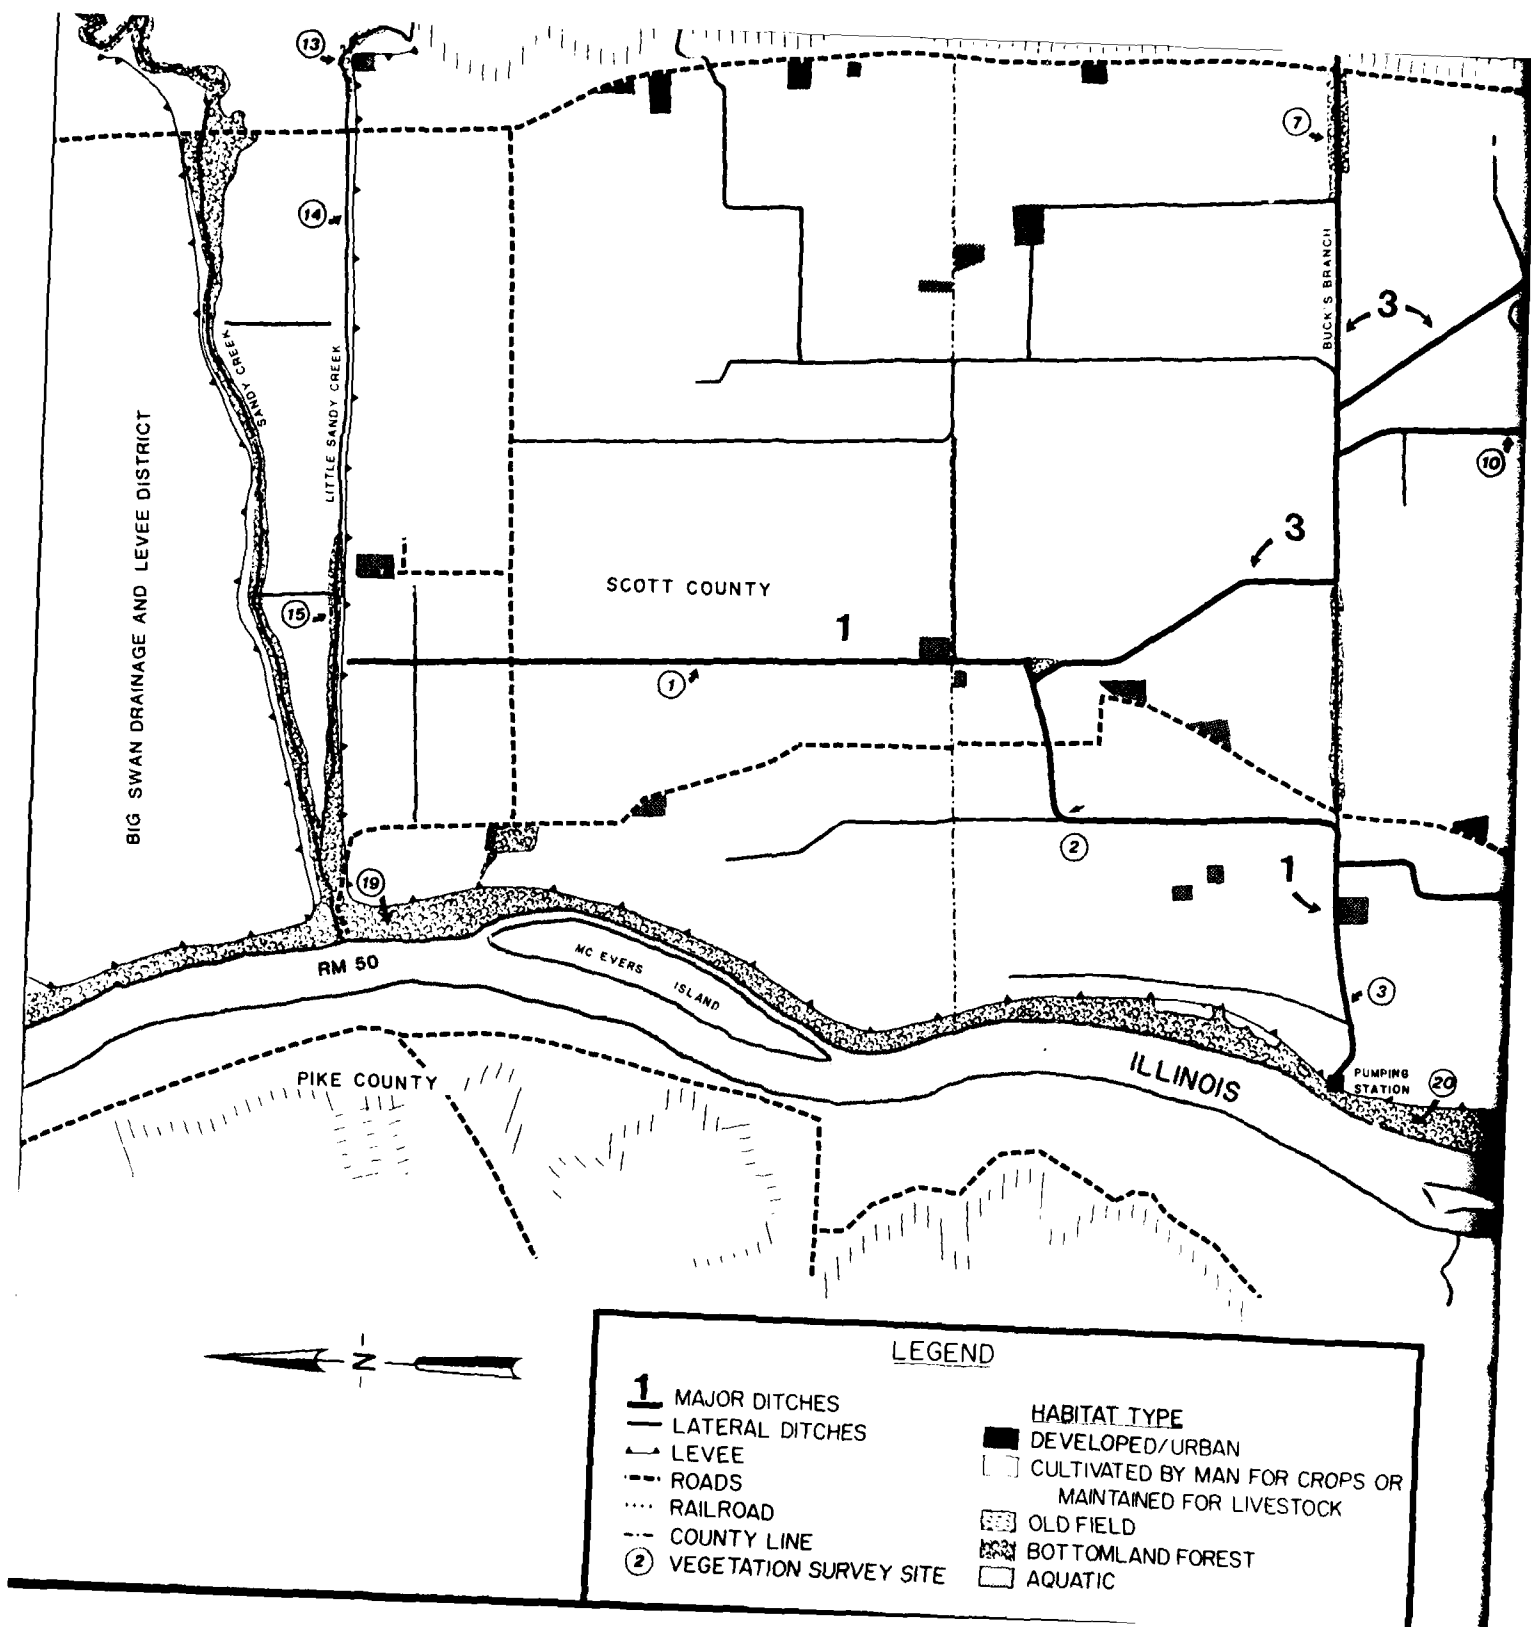 13
7
14
BUCK'S BRANCH
3
SANDY CREEK
LITTLE SANDY CREEK
BIG SWAN DRAINAGE AND LEVEE DISTRICT
10
3
SCOTT COUNTY
15
1
1
2
1
19
RM 50
MC EVERS
ISLAND
3
ILLINOIS
PUMPING
STATION
20
PIKE COUNTY
N
LEGEND
1 MAJOR DITCHES
LATERAL DITCHES
LEVEE
ROADS
RAILROAD
COUNTY LINE
2 VEGETATION SURVEY SITE
HABITAT TYPE
DEVELOPED/URBAN
CULTIVATED BY MAN FOR CROPS OR
MAINTAINED FOR LIVESTOCK
OLD FIELD
BOTTOMLAND FOREST
AQUATIC